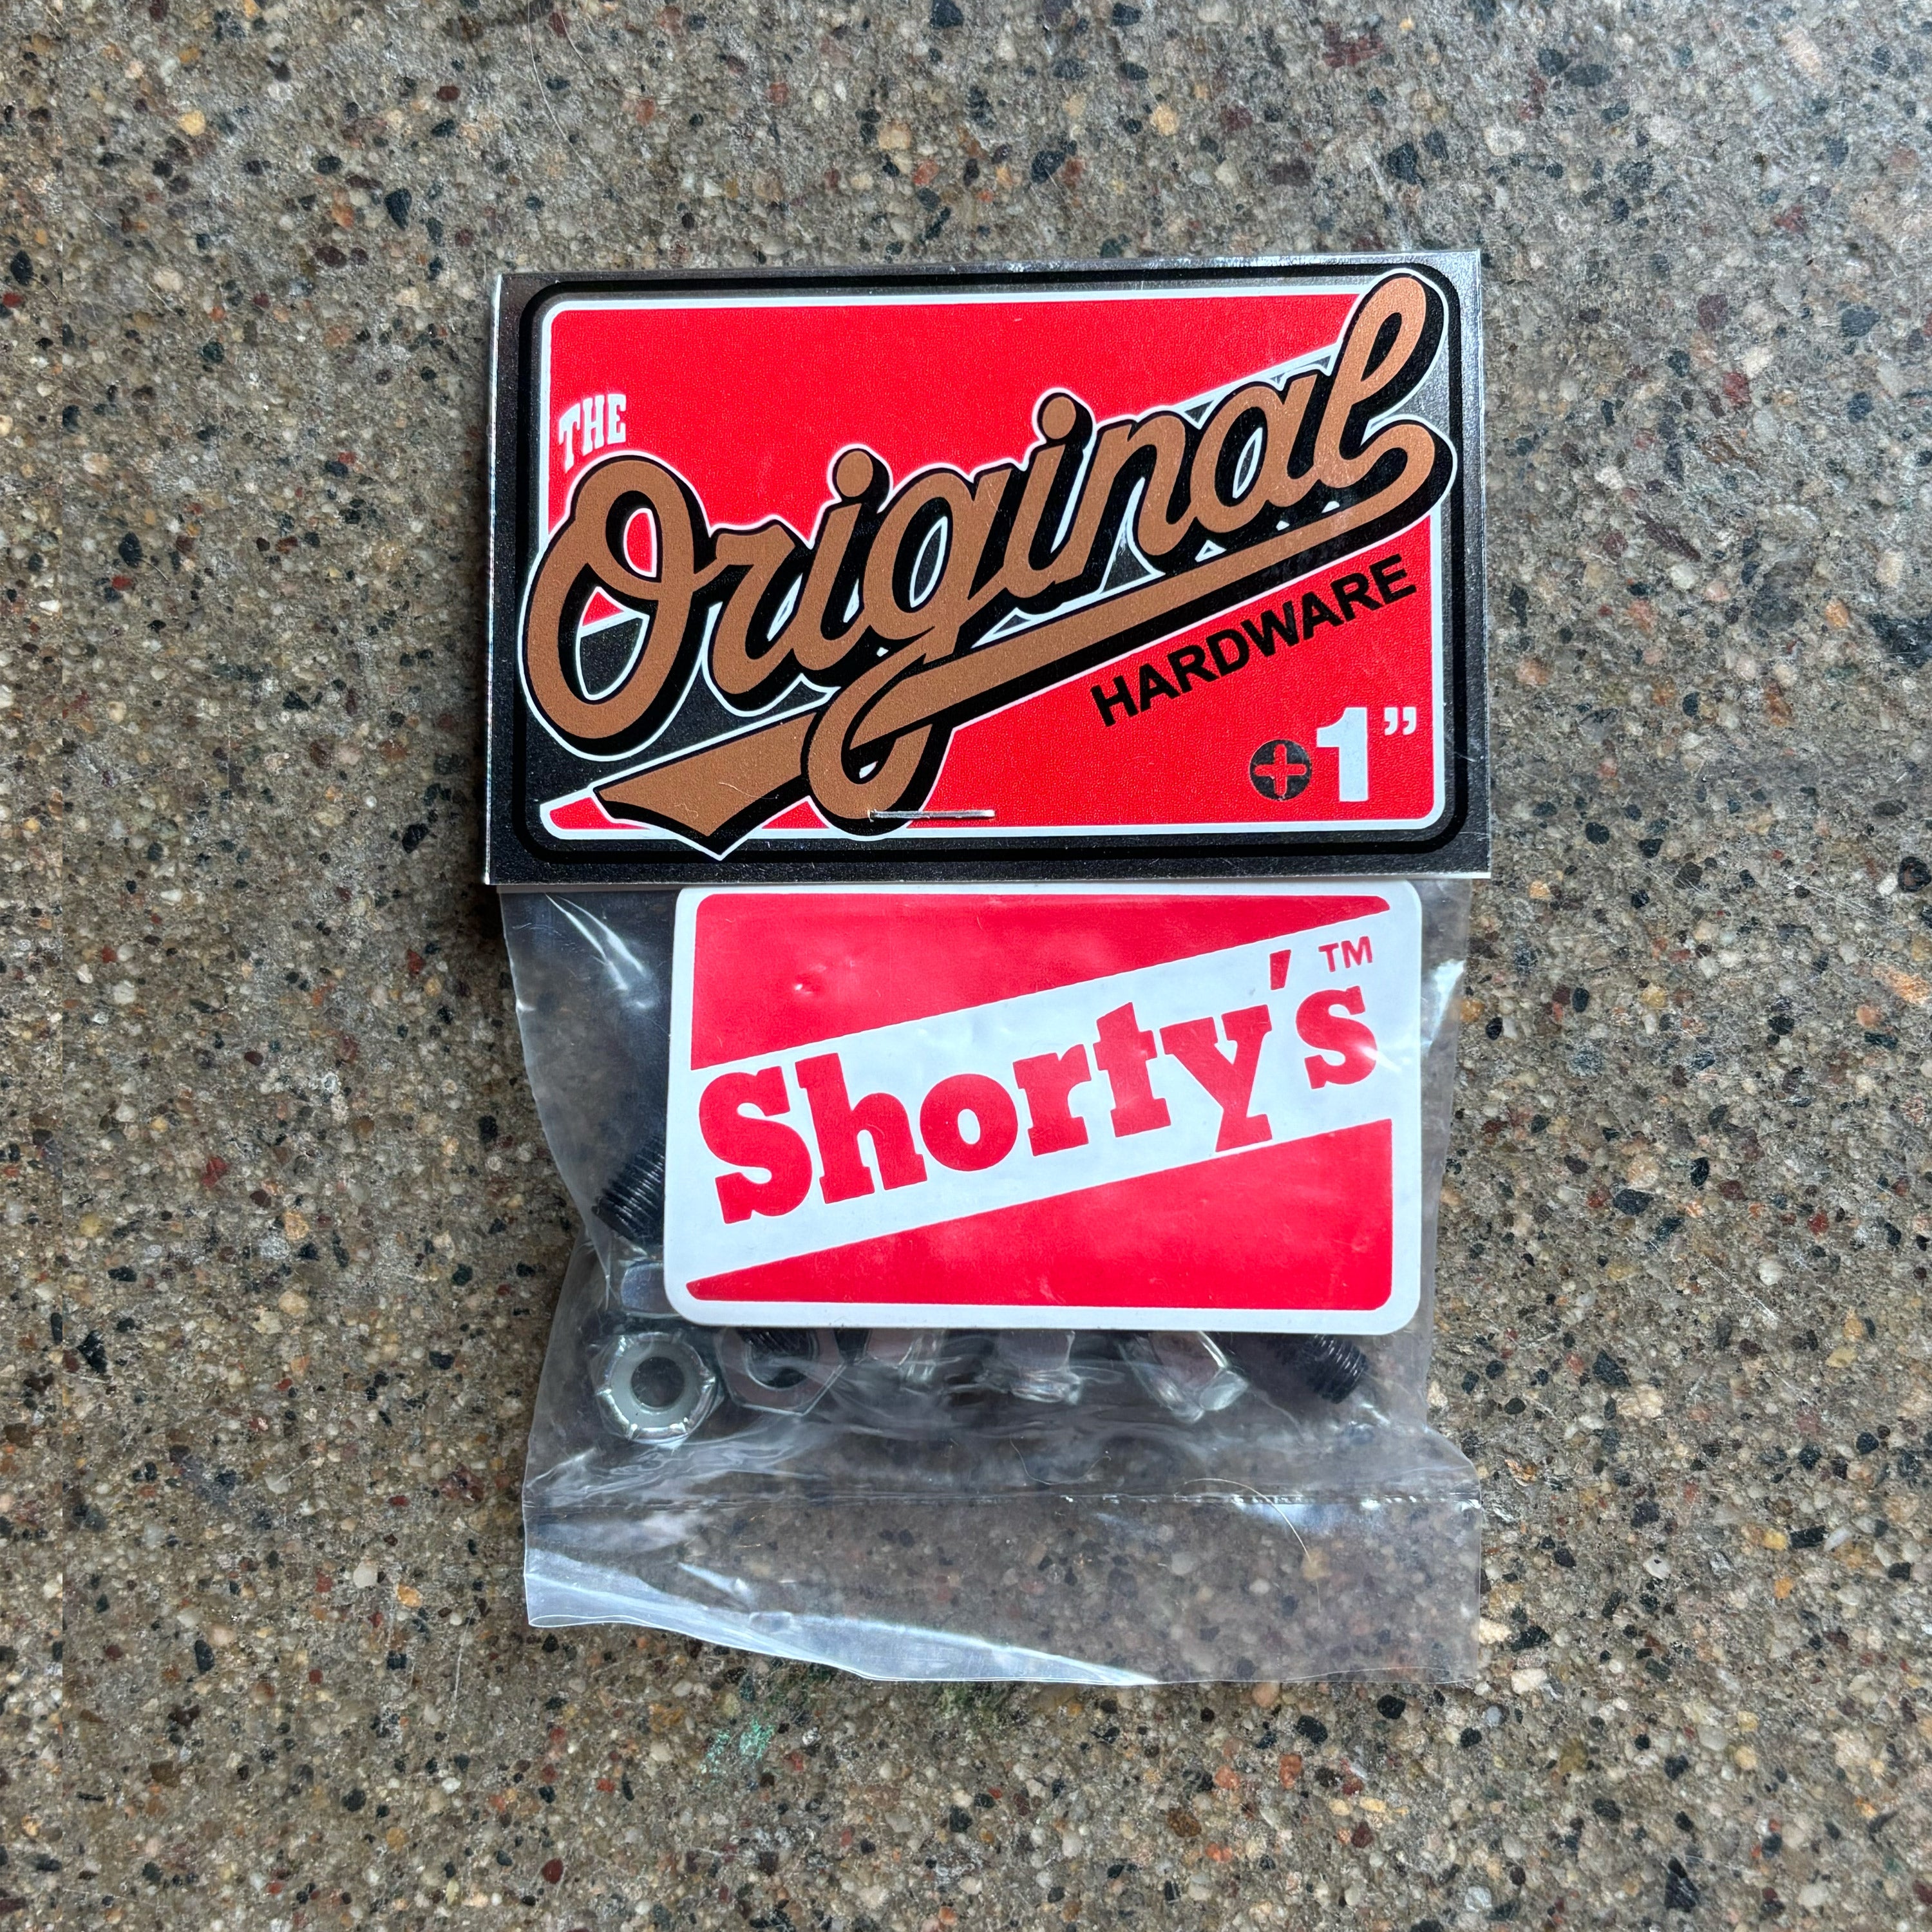 THE
Original
HARDWARE
1”
Shorty's TM